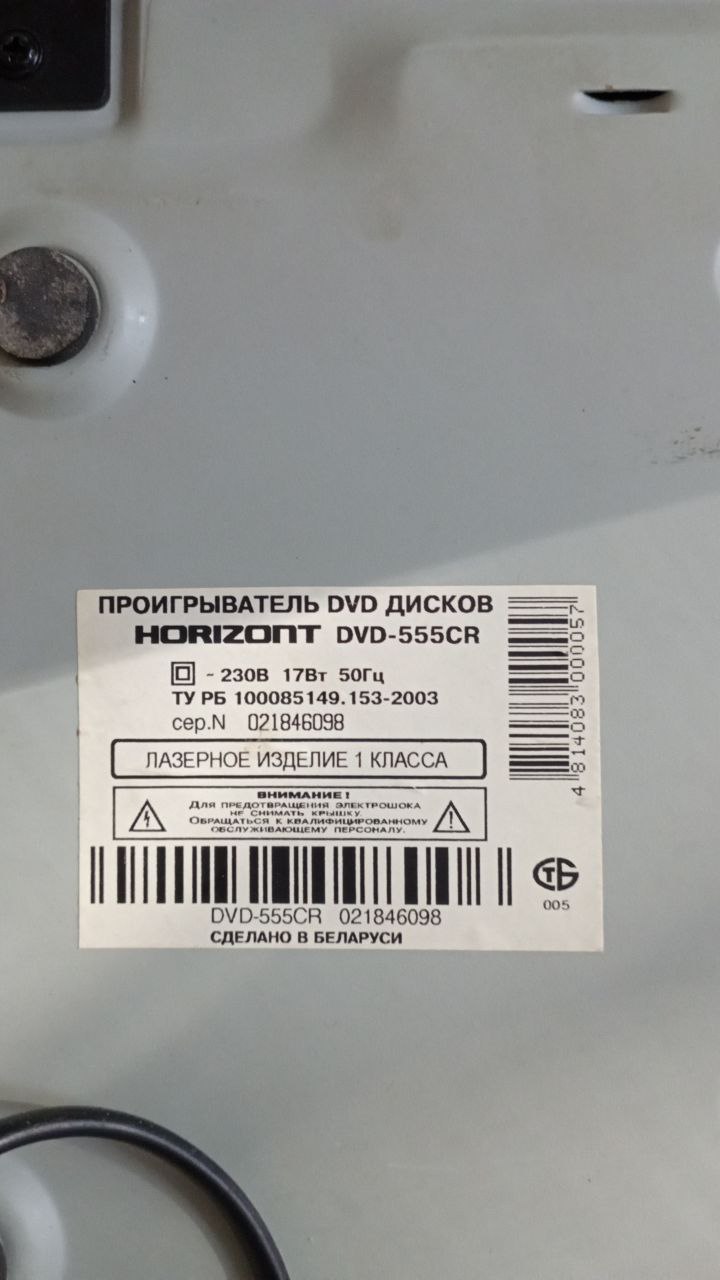 ПРОИГРЫВАТЕЛЬ DVD ДИСКОВ
HORIZONT DVD-555CR
~ 230В 17Вт 50Гц
ТУ РБ 100085149.153-2003
сер.N 021846098
ЛАЗЕРНОЕ ИЗДЕЛИЕ 1 КЛАССА
ВНИМАНИЕ!
ДЛЯ ПРЕДОТВРАЩЕНИЯ ЭЛЕКТРОШОКА
НЕ СНИМАТЬ КРЫШКУ.
ОБРАЩАТЬСЯ К КВАЛИФИЦИРОВАННОМУ
ОБСЛУЖИВАЮЩЕМУ ПЕРСОНАЛУ.
DVD-555CR 021846098
СДЕЛАНО В БЕЛАРУСИ
4 814083 000057
СТБ
005